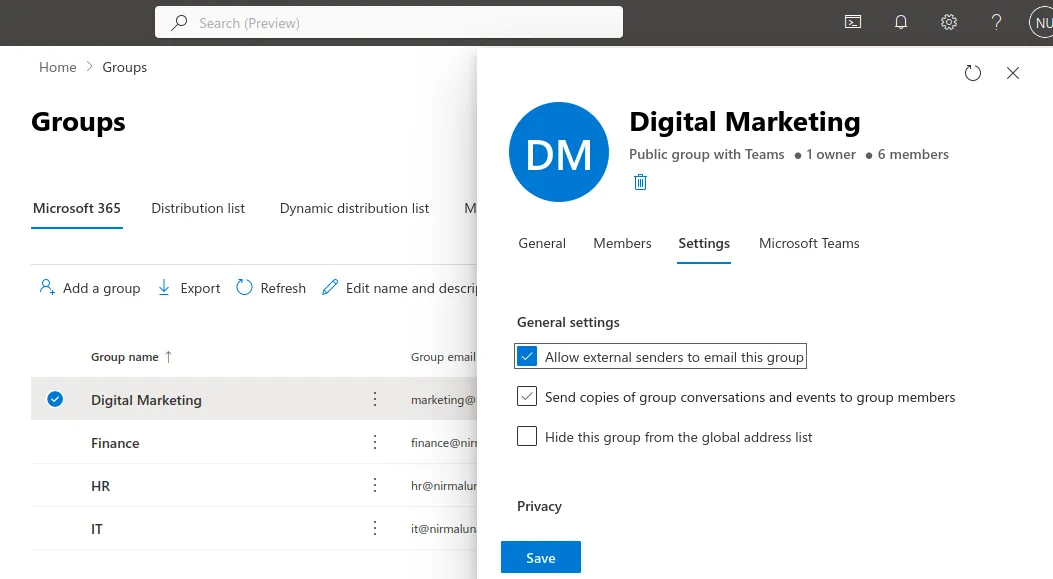 Search (Preview)
NU
Home > Groups
Groups
Microsoft 365 Distribution list Dynamic distribution list M
Add a group Export Refresh Edit name and descrip
Group name ↑ Group email
Digital Marketing marketing@
Finance finance@nirr
HR hr@nirmalur
IT it@nirmaluna
DM
Digital Marketing
Public group with Teams ● 1 owner ● 6 members
General Members Settings Microsoft Teams
General settings
Allow external senders to email this group
Send copies of group conversations and events to group members
Hide this group from the global address list
Privacy
Save